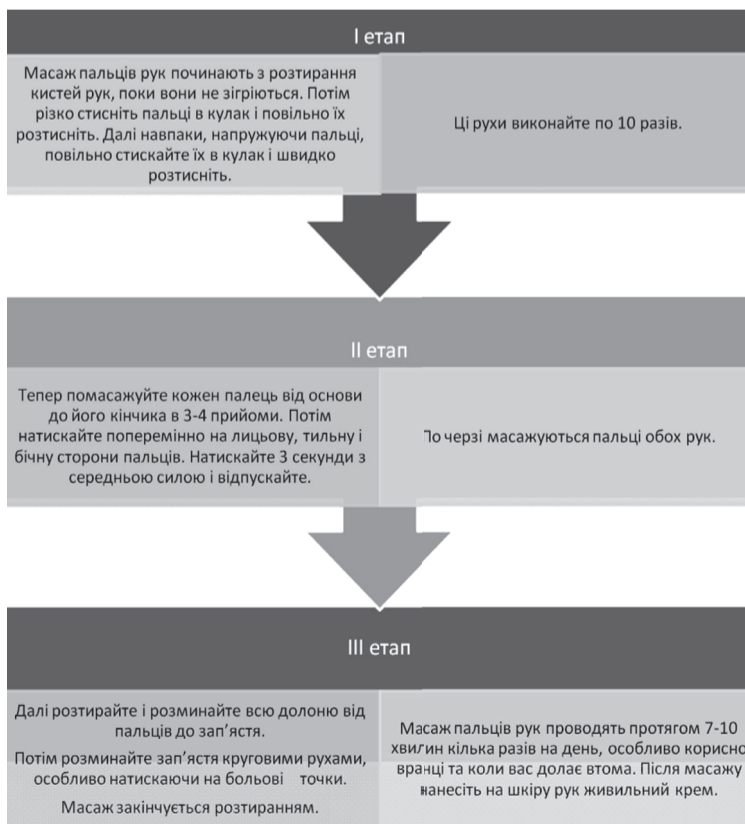 І етап
Масаж пальців рук починають з розтирання
кистей рук, поки вони не зігріються. Потім
різко стисніть пальці в кулак і повільно їх
розтисніть. Далі навпаки, напружуючи пальці,
повільно стискайте їх в кулак і швидко
розтисніть.
Ці рухи виконайте по 10 разів.
ІІ етап
Тепер помасажуйте кожен палець від основи
до його кінчика в 3-4 прийоми. Потім
натискайте поперемінно на лицьову, тильну і
бічну сторони пальців. Натискайте 3 секунди з
середньою силою і відпускайте.
По черзі масажуються пальці обох рук.
ІІІ етап
Далі розтирайте і розминайте всю долоню від
пальців до зап’ястя.
Потім розминайте зап’ястя круговими рухами,
особливо натискаючи на больові точки.
Масаж закінчується розтиранням.
Масаж пальців рук проводять протягом 7-10
хвилин кілька разів на день, особливо корисно
вранці та коли вас долає втома. Після масажу
нанесіть на шкіру рук живильний крем.